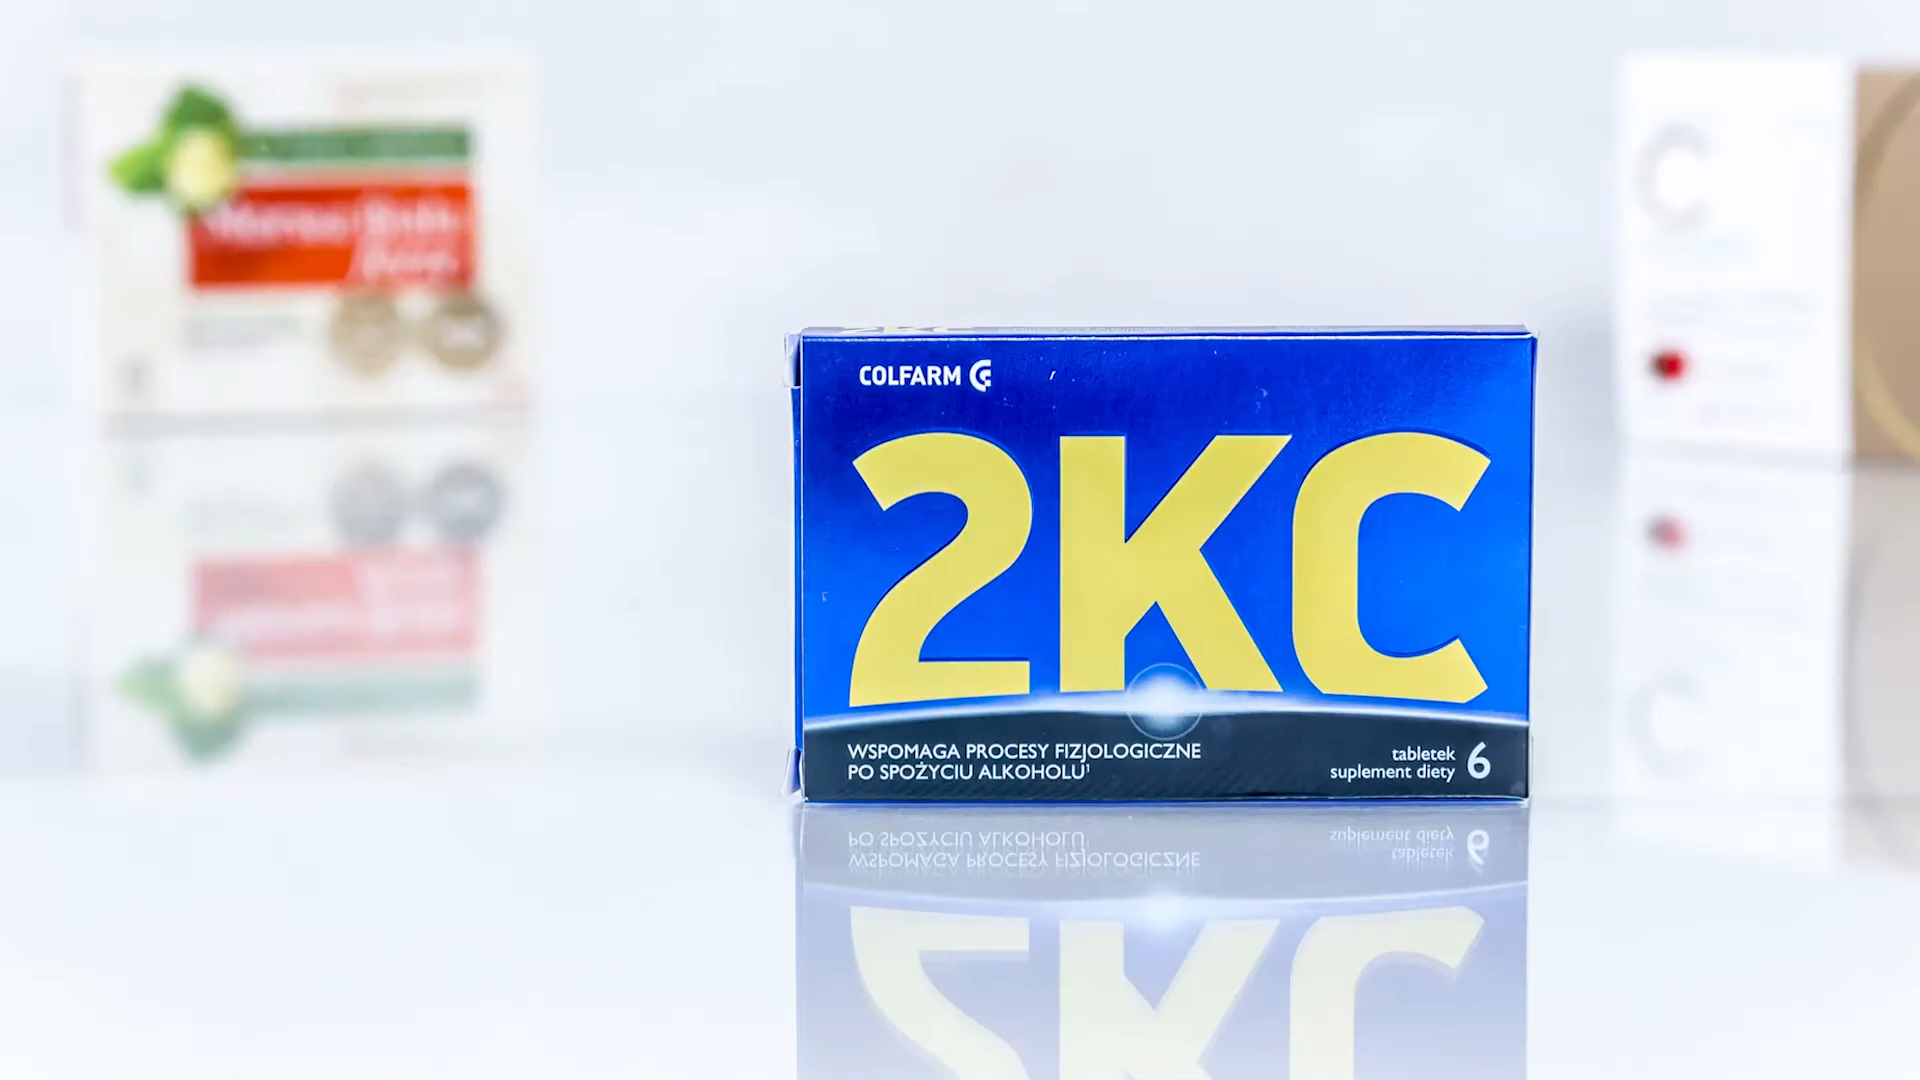 COLFARM
2KC
WSPOMAGA PROCESY FIZJOLOGICZNE
PO SPOŻYCIU ALKOHOLU¹
tabletek 6
suplement diety